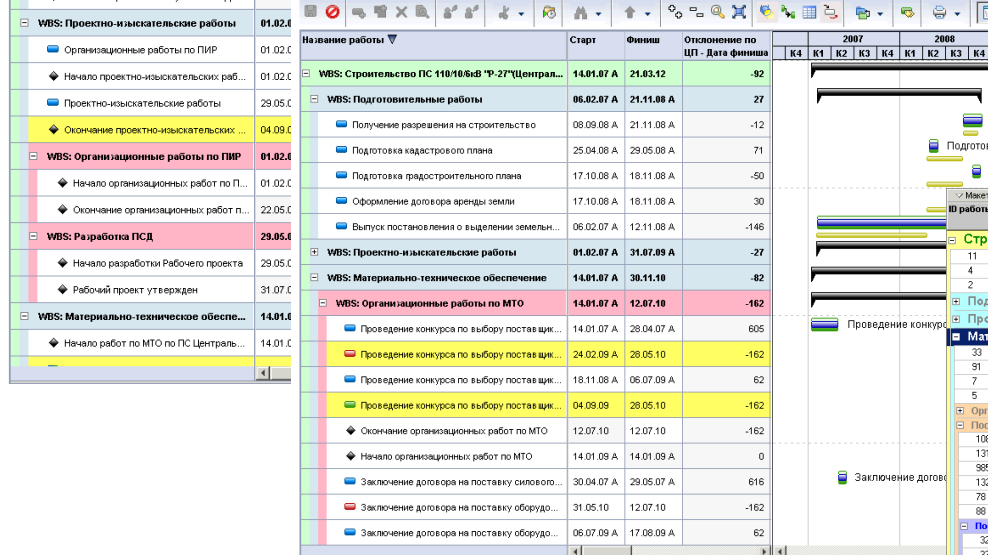 WBS: Проектно-изыскательские работы 01.02.0
Организационные работы по ПИР 01.02.0
Начало проектно-изыскательских раб... 01.02.0
Проектно-изыскательские работы 29.05.0
Окончание проектно-изыскательских ... 04.09.0
WBS: Организационные работы по ПИР 01.02.0
Начало организационных работ по П... 01.02.0
Окончание организационных работ п... 22.05.0
WBS: Разработка ПСД 29.05.0
Начало разработки Рабочего проекта 29.05.0
Рабочий проект утвержден 31.07.0
WBS: Материально-техническое обеспе... 14.01.0
Начало работ по МТО по ПС Централь... 14.01.0
Название работы Старт Финиш Отклонение по ЦП - Дата финиша
2007 2008
К4 К1 К2 К3 К4 К1 К2 К3 К4
WBS: Строительство ПС 110/10/6кВ "Р-27"(Централ... 14.01.07 А 21.03.12 -92
WBS: Подготовительные работы 06.02.07 А 21.11.08 А 27
Получение разрешения на строительство 08.09.08 А 21.11.08 А -12
Подготовка кадастрового плана 25.04.08 А 29.05.08 А 71
Подготовка градостроительного плана 17.10.08 А 18.11.08 А -50
Оформление договора аренды земли 17.10.08 А 18.11.08 А 30
Выпуск постановления о выделении земельн... 06.02.07 А 12.11.08 А -146
WBS: Проектно-изыскательские работы 01.02.07 А 31.07.09 А -27
WBS: Материально-техническое обеспечение 14.01.07 А 30.11.10 -82
WBS: Организационные работы по МТО 14.01.07 А 12.07.10 -162
Проведение конкурса по выбору поставщик... 14.01.07 А 28.04.07 А 605
Проведение конкурса по выбору поставщик... 24.02.09 А 28.05.10 -162
Проведение конкурса по выбору поставщик... 18.11.08 А 06.07.09 А 62
Проведение конкурса по выбору поставщик... 04.09.09 28.05.10 -162
Окончание организационных работ по МТО 12.07.10 12.07.10 -162
Начало организационных работ по МТО 14.01.09 А 14.01.09 А 0
Заключение договора на поставку силового... 30.04.07 А 29.05.07 А 616
Заключение договора на поставку оборудо... 31.05.10 12.07.10 -162
Заключение договора на поставку оборудо... 06.07.09 А 17.08.09 А 62
Подготов
Проведение конкурс
Заключение догово
Макет
ID работы
Стр
11
4
2
Под
Про
Мат
33
91
7
5
Орг
Пос
108
131
985
132
78
88
По
32